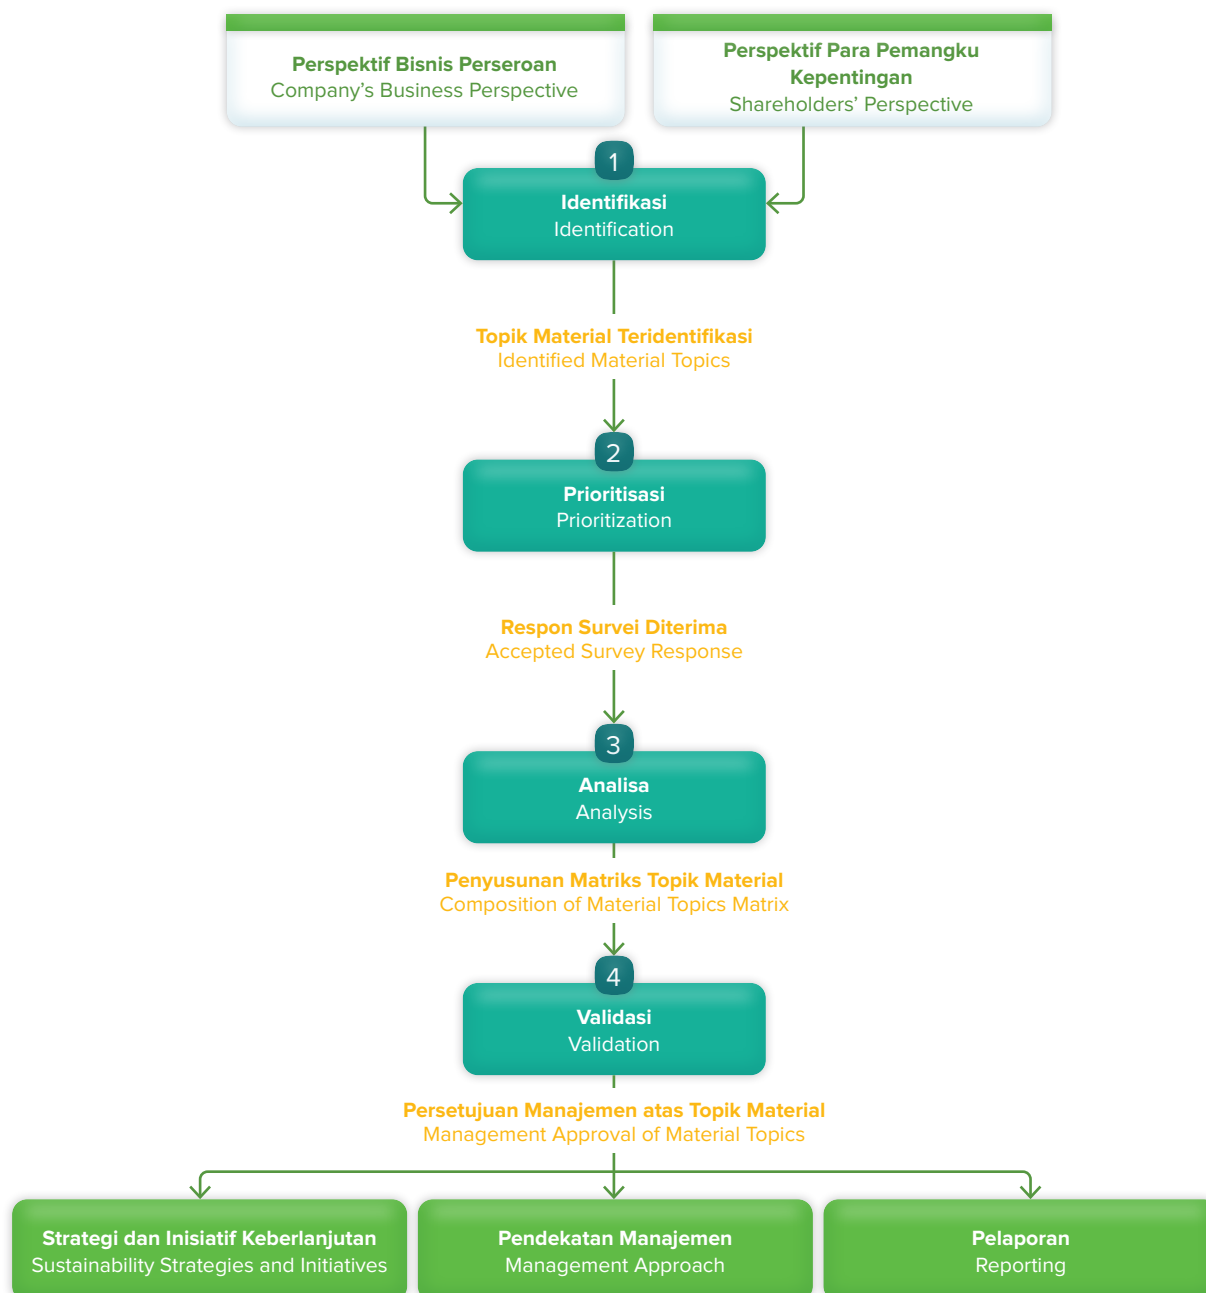 Perspektif Bisnis Perseroan
Company's Business Perspective
Perspektif Para Pemangku
Kepentingan
Shareholders' Perspective
1
Identifikasi
Identification
Topik Material Teridentifikasi
Identified Material Topics
2
Prioritisasi
Prioritization
Respon Survei Diterima
Accepted Survey Response
3
Analisa
Analysis
Penyusunan Matriks Topik Material
Composition of Material Topics Matrix
4
Validasi
Validation
Persetujuan Manajemen atas Topik Material
Management Approval of Material Topics
Strategi dan Inisiatif Keberlanjutan
Sustainability Strategies and Initiatives
Pendekatan Manajemen
Management Approach
Pelaporan
Reporting